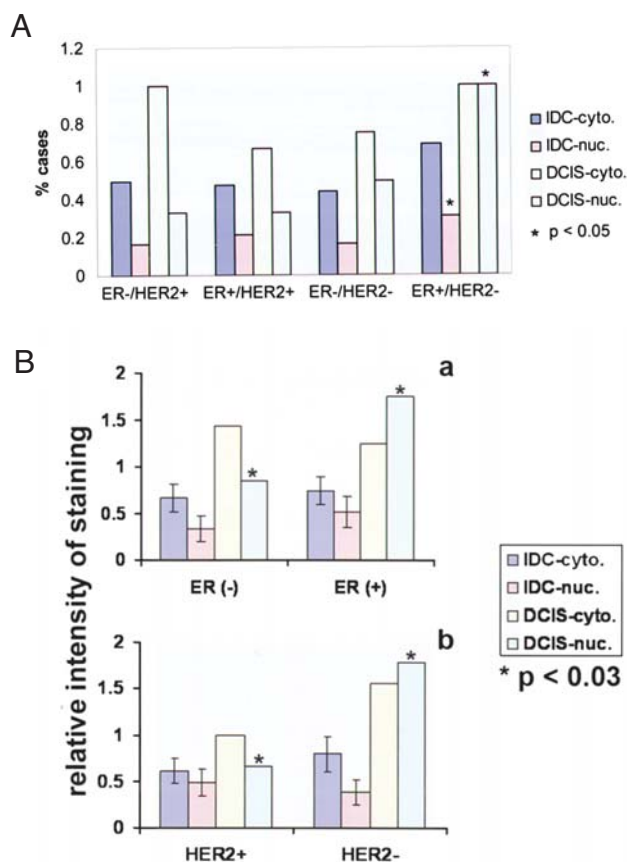 A
1.2
1
0.8
0.6
0.4
0.2
0
% cases
ER-/HER2+ ER+/HER2+ ER-/HER2- ER+/HER2-
*
*
IDC-cyto.
IDC-nuc.
DCIS-cyto.
DCIS-nuc.
* p < 0.05
B
relative intensity of staining
a
2
1.5
1
0.5
0
*
*
ER (-) ER (+)
b
2
1.5
1
0.5
0
*
*
HER2+ HER2-
IDC-cyto.
IDC-nuc.
DCIS-cyto.
DCIS-nuc.
* p < 0.03